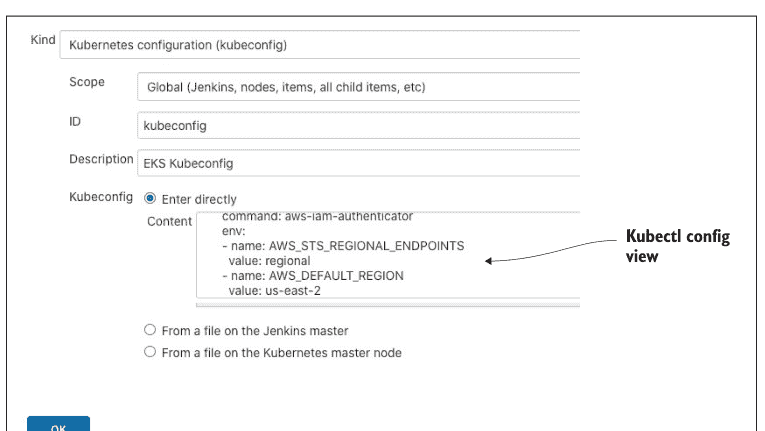 Kind Kubernetes configuration (kubeconfig)
Scope Global (Jenkins, nodes, items, all child items, etc)
ID kubeconfig
Description EKS Kubeconfig
Kubeconfig Enter directly
Content command: aws-iam-authenticator
env:
- name: AWS_STS_REGIONAL_ENDPOINTS
value: regional
- name: AWS_DEFAULT_REGION
value: us-east-2
Kubectl config
view
From a file on the Jenkins master
From a file on the Kubernetes master node
OK